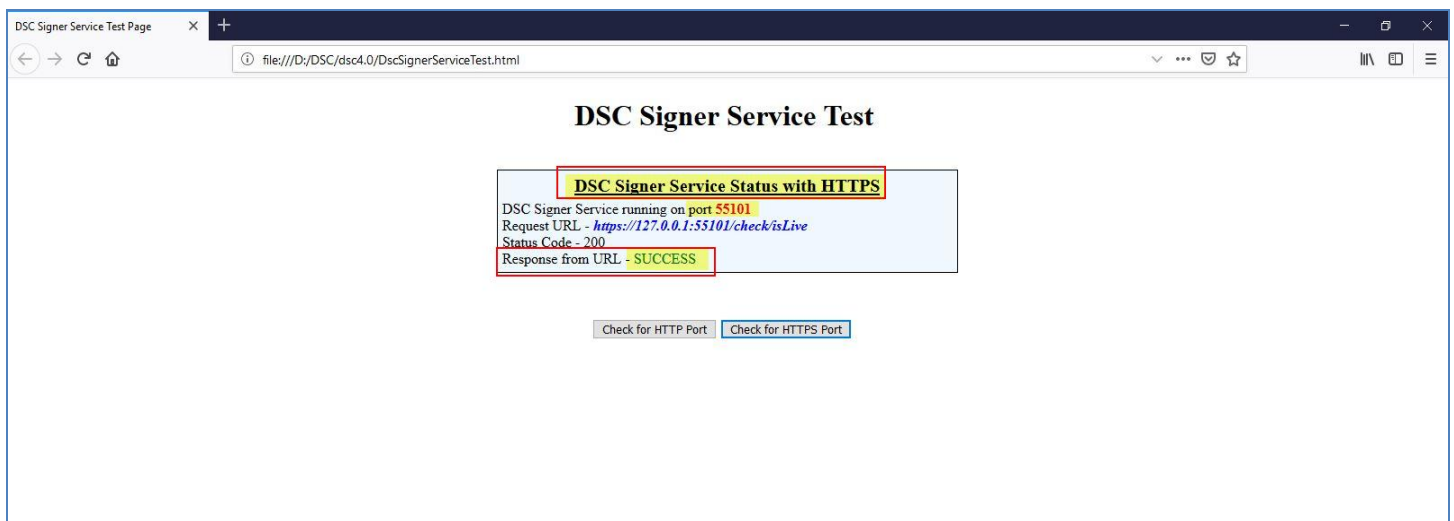 DSC Signer Service Test Page
file:///D:/DSC/dsc4.0/DscSignerServiceTest.html
DSC Signer Service Test
DSC Signer Service Status with HTTPS
DSC Signer Service running on port 55101
Request URL - https://127.0.0.1:55101/check/isLive
Status Code - 200
Response from URL - SUCCESS
Check for HTTP Port Check for HTTPS Port